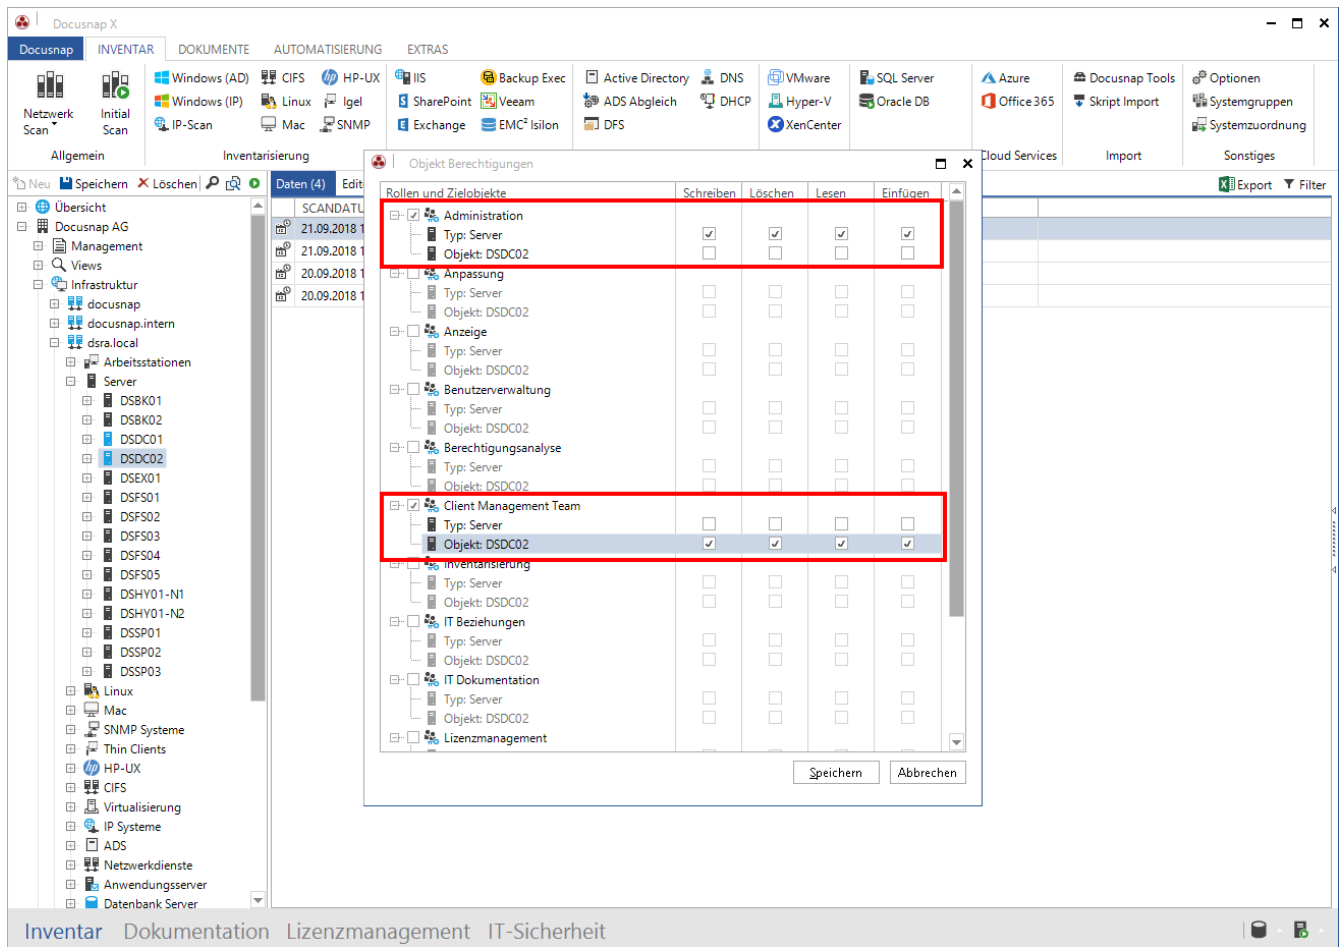 Docusnap X
Docusnap INVENTAR DOKUMENTE AUTOMATISIERUNG EXTRAS
Windows (AD) CIFS HP-UX IIS Backup Exec Active Directory DNS VMware SQL Server Azure Docusnap Tools Optionen
Windows (IP) Linux Igel SharePoint Veeam ADS Abgleich DHCP Hyper-V Oracle DB Office 365 Skript Import Systemgruppen
Netzwerk Scan Initial Scan
IP-Scan Mac SNMP Exchange EMC² Isilon DFS XenCenter Systemzuordnung
Allgemein Inventarisierung Cloud Services Import Sonstiges
Neu Speichern Löschen Daten (4) Edit Export Filter
SCANDATU
21.09.2018 1
21.09.2018 1
20.09.2018 1
20.09.2018 1
Übersicht
Docusnap AG
Management
Views
Infrastruktur
docusnap
docusnap.intern
dsra.local
Arbeitsstationen
Server
DSBK01
DSBK02
DSDC01
DSDC02
DSEX01
DSFS01
DSFS02
DSFS03
DSFS04
DSFS05
DSHY01-N1
DSHY01-N2
DSSP01
DSSP02
DSSP03
Linux
Mac
SNMP Systeme
Thin Clients
HP-UX
CIFS
Virtualisierung
IP Systeme
ADS
Netzwerkdienste
Anwendungsserver
Datenbank Server
Objekt Berechtigungen
Rollen und Zielobjekte Schreiben Löschen Lesen Einfügen
Administration
Typ: Server
Objekt: DSDC02
Anpassung
Typ: Server
Objekt: DSDC02
Anzeige
Typ: Server
Objekt: DSDC02
Benutzerverwaltung
Typ: Server
Objekt: DSDC02
Berechtigungsanalyse
Typ: Server
Objekt: DSDC02
Client Management Team
Typ: Server
Objekt: DSDC02
Inventarisierung
Typ: Server
Objekt: DSDC02
IT Beziehungen
Typ: Server
Objekt: DSDC02
IT Dokumentation
Typ: Server
Objekt: DSDC02
Lizenzmanagement
Speichern Abbrechen
Inventar Dokumentation Lizenzmanagement IT-Sicherheit